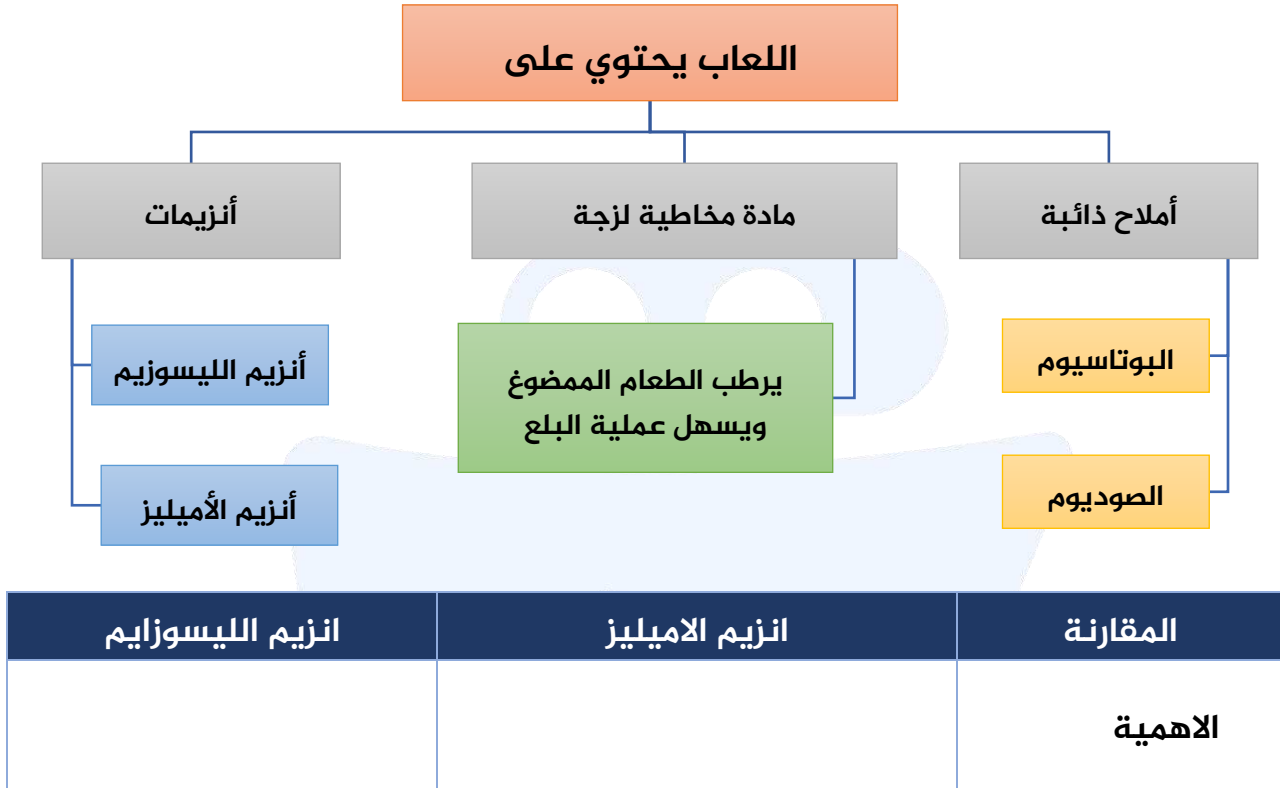 اللعاب يحتوي على
أملاح ذائبة
مادة مخاطية لزجة
أنزيمات
البوتاسيوم
الصوديوم
يرطب الطعام الممضوغ
ويسهل عملية البلع
أنزيم الليسوزيم
أنزيم الأميليز
المقارنة
انزيم الاميليز
انزيم الليسوزايم
الاهمية